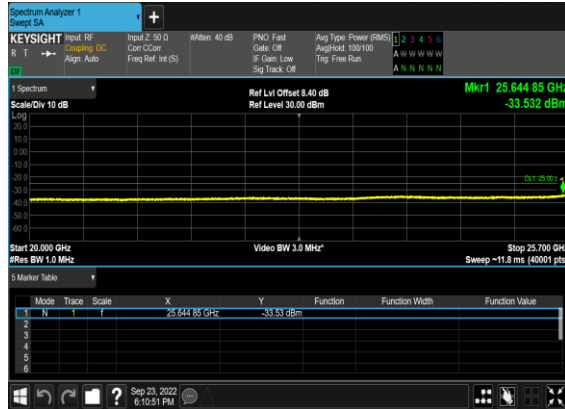 Spectrum Analyzer 1
Swept SA
+
KEYSIGHT Input: RF Input Z: 50 Ω #Atten: 40 dB PNO: Fast Avg Type: Power (RMS) 1 2 3 4 5 6
R T Coupling: DC Corr CCorr Gate: Off Avg|Hold: 100/100 A W W W W W
Align: Auto Freq Ref: Int (S) IF Gain: Low Trig: Free Run
Sig Track: Off A N N N N N
1 Spectrum
Ref Lvl Offset 8.40 dB Mkr1 25.644 85 GHz
Scale/Div 10 dB Ref Level 30.00 dBm -33.532 dBm
Log
20.0
10.0
0.00
-10.0
-20.0
-30.0
-40.0
-50.0
-60.0
Start 20.000 GHz Video BW 3.0 MHz* Stop 25.700 GHz
#Res BW 1.0 MHz Sweep ~11.8 ms (40001 pts)
5 Marker Table
Mode Trace Scale X Y Function Function Width Function Value
1 N 1 f 25.644 85 GHz -33.53 dBm
2
3
4
5
6
Sep 23, 2022
6:10:51 PM